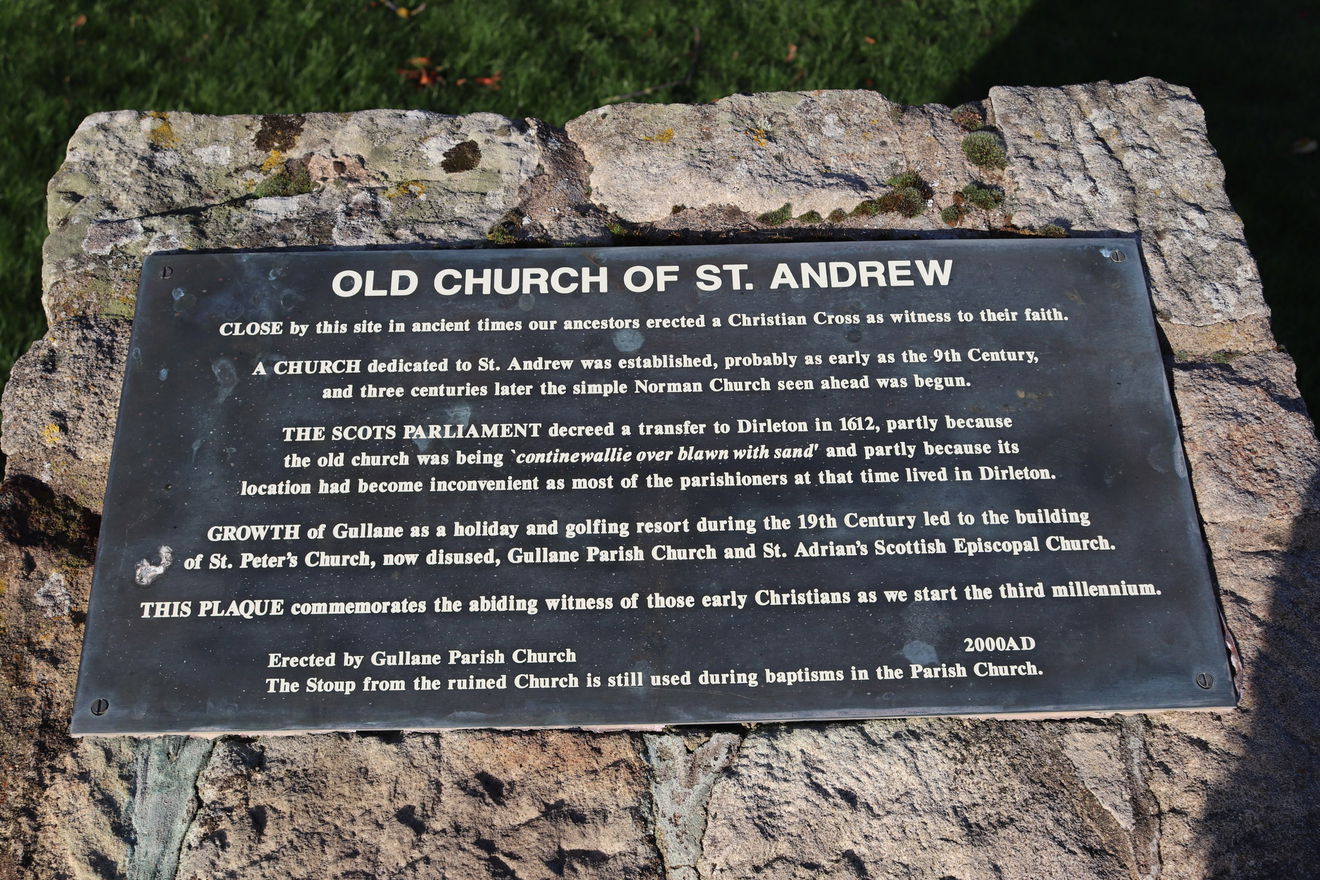 OLD CHURCH OF ST. ANDREW
CLOSE by this site in ancient times our ancestors erected a Christian Cross as witness to their faith.
A CHURCH dedicated to St. Andrew was established, probably as early as the 9th Century,
and three centuries later the simple Norman Church seen ahead was begun.
THE SCOTS PARLIAMENT decreed a transfer to Dirleton in 1612, partly because
the old church was being `continewallie over blawn with sand' and partly because its
location had become inconvenient as most of the parishioners at that time lived in Dirleton.
GROWTH of Gullane as a holiday and golfing resort during the 19th Century led to the building
of St. Peter's Church, now disused, Gullane Parish Church and St. Adrian's Scottish Episcopal Church.
THIS PLAQUE commemorates the abiding witness of those early Christians as we start the third millennium.
Erected by Gullane Parish Church 2000AD
The Stoup from the ruined Church is still used during baptisms in the Parish Church.